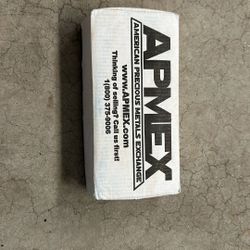 APMEX
AMERICAN PRECIOUS METALS EXCHANGE
www.APMEX.com
Thinking of selling? Call us first!
1(800) 375-9006